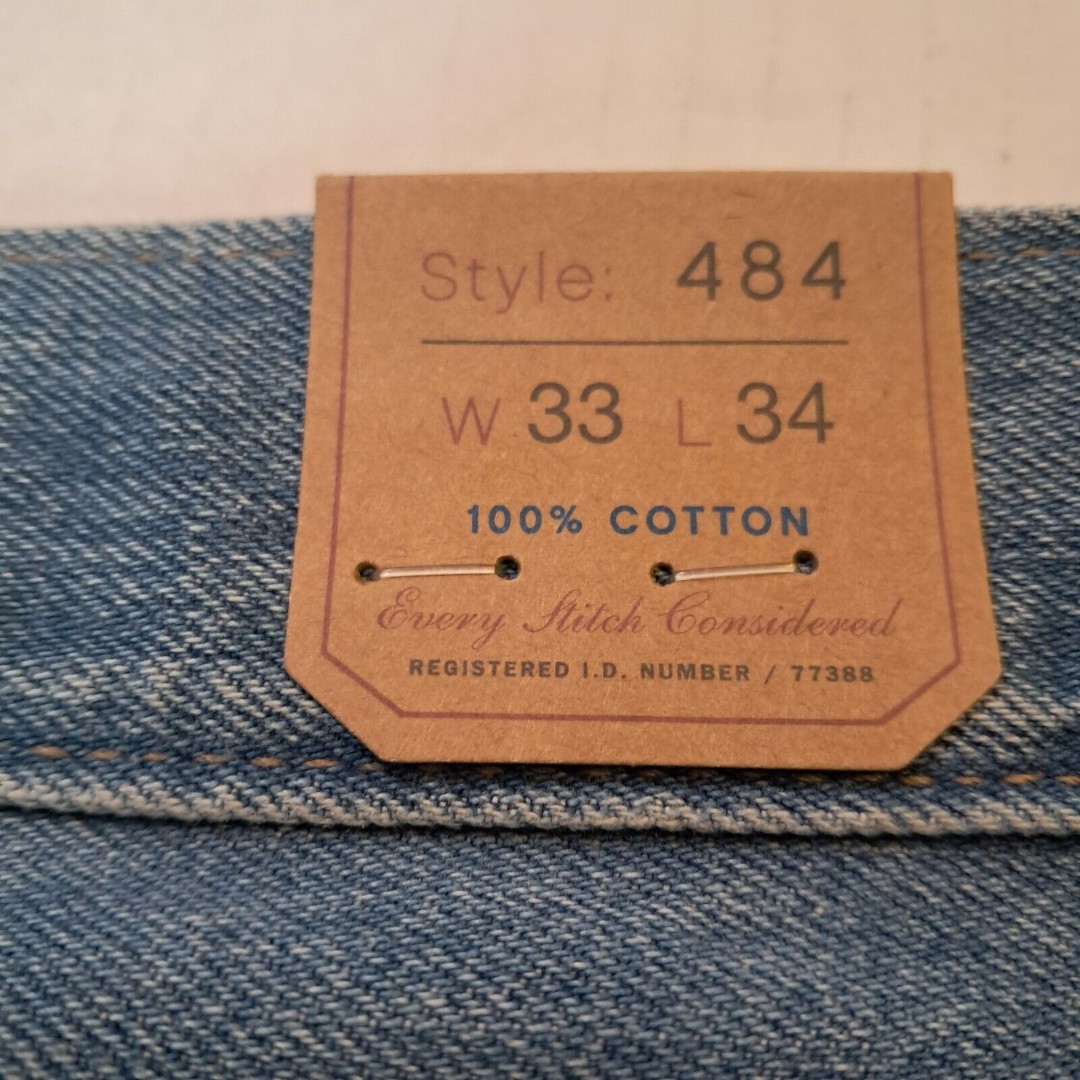 Style: 484
W 33 L 34
100% COTTON
Every Stitch Considered
REGISTERED I.D. NUMBER / 77388